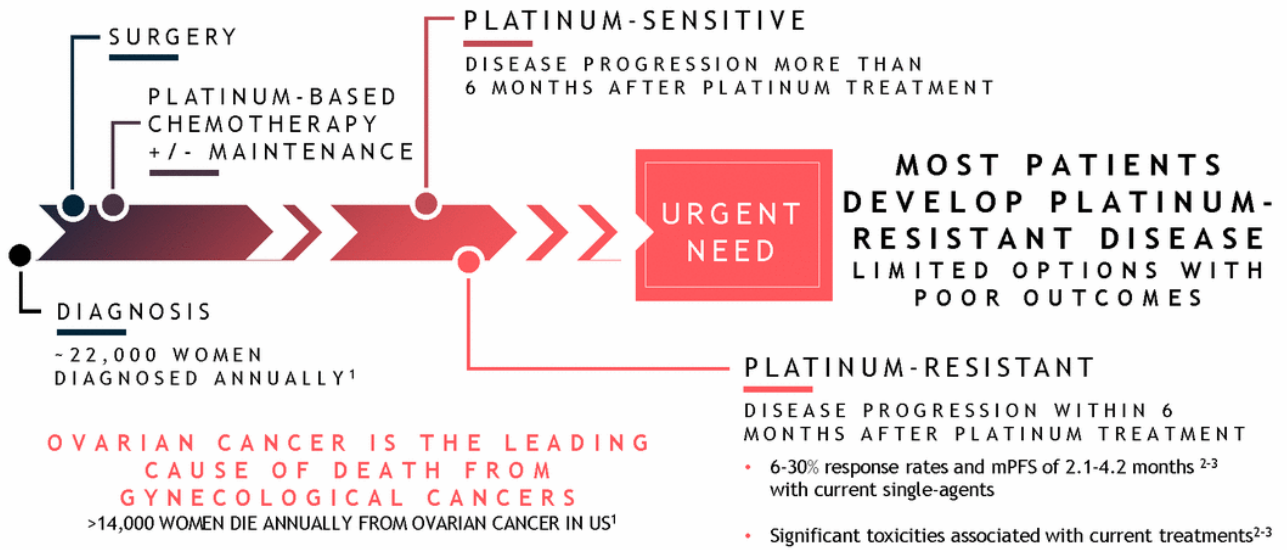 SURGERY
PLATINUM-BASED
CHEMOTHERAPY
+/- MAINTENANCE
PLATINUM-SENSITIVE
DISEASE PROGRESSION MORE THAN
6 MONTHS AFTER PLATINUM TREATMENT
URGENT
NEED
MOST PATIENTS
DEVELOP PLATINUM-
RESISTANT DISEASE
LIMITED OPTIONS WITH
POOR OUTCOMES
DIAGNOSIS
~22,000 WOMEN
DIAGNOSED ANNUALLY¹
PLATINUM-RESISTANT
DISEASE PROGRESSION WITHIN 6
MONTHS AFTER PLATINUM TREATMENT
• 6-30% response rates and mPFS of 2.1-4.2 months ²⁻³
with current single-agents
• Significant toxicities associated with current treatments²⁻³
OVARIAN CANCER IS THE LEADING
CAUSE OF DEATH FROM
GYNECOLOGICAL CANCERS
>14,000 WOMEN DIE ANNUALLY FROM OVARIAN CANCER IN US¹